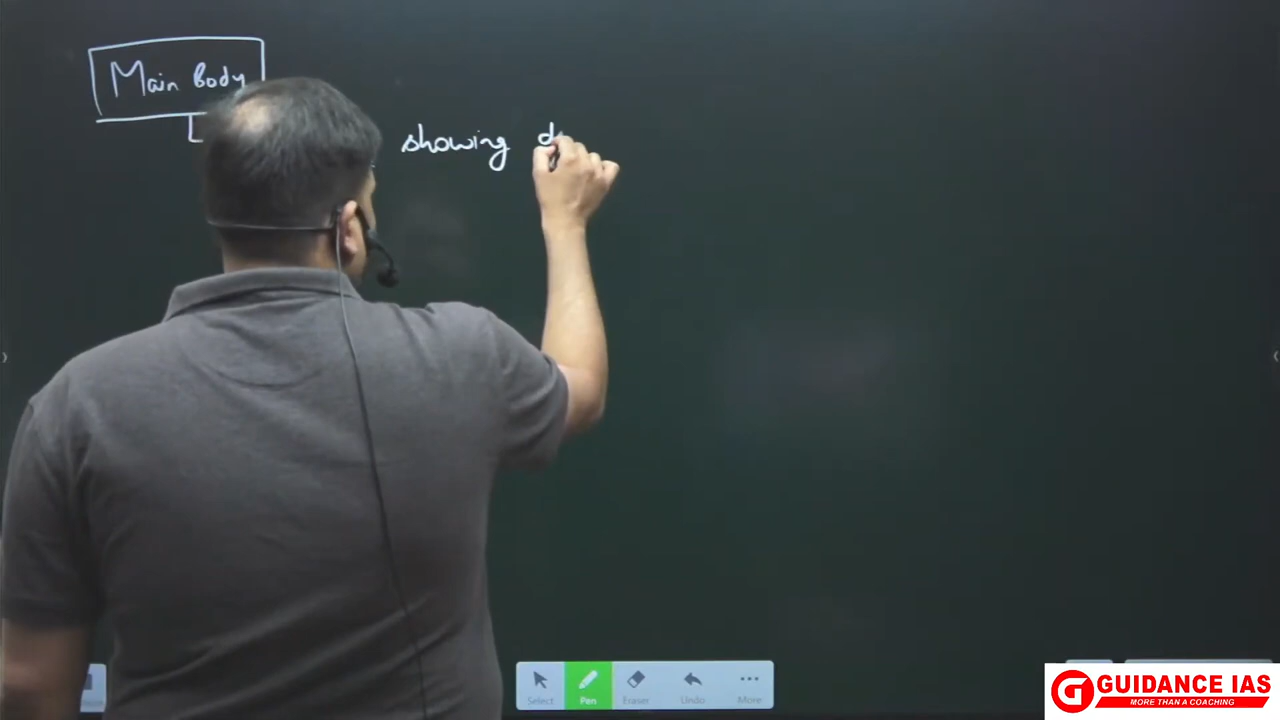 Main Body
showing
Select Pen Eraser Undo More
GUIDANCE IAS
MORE THAN A COACHING